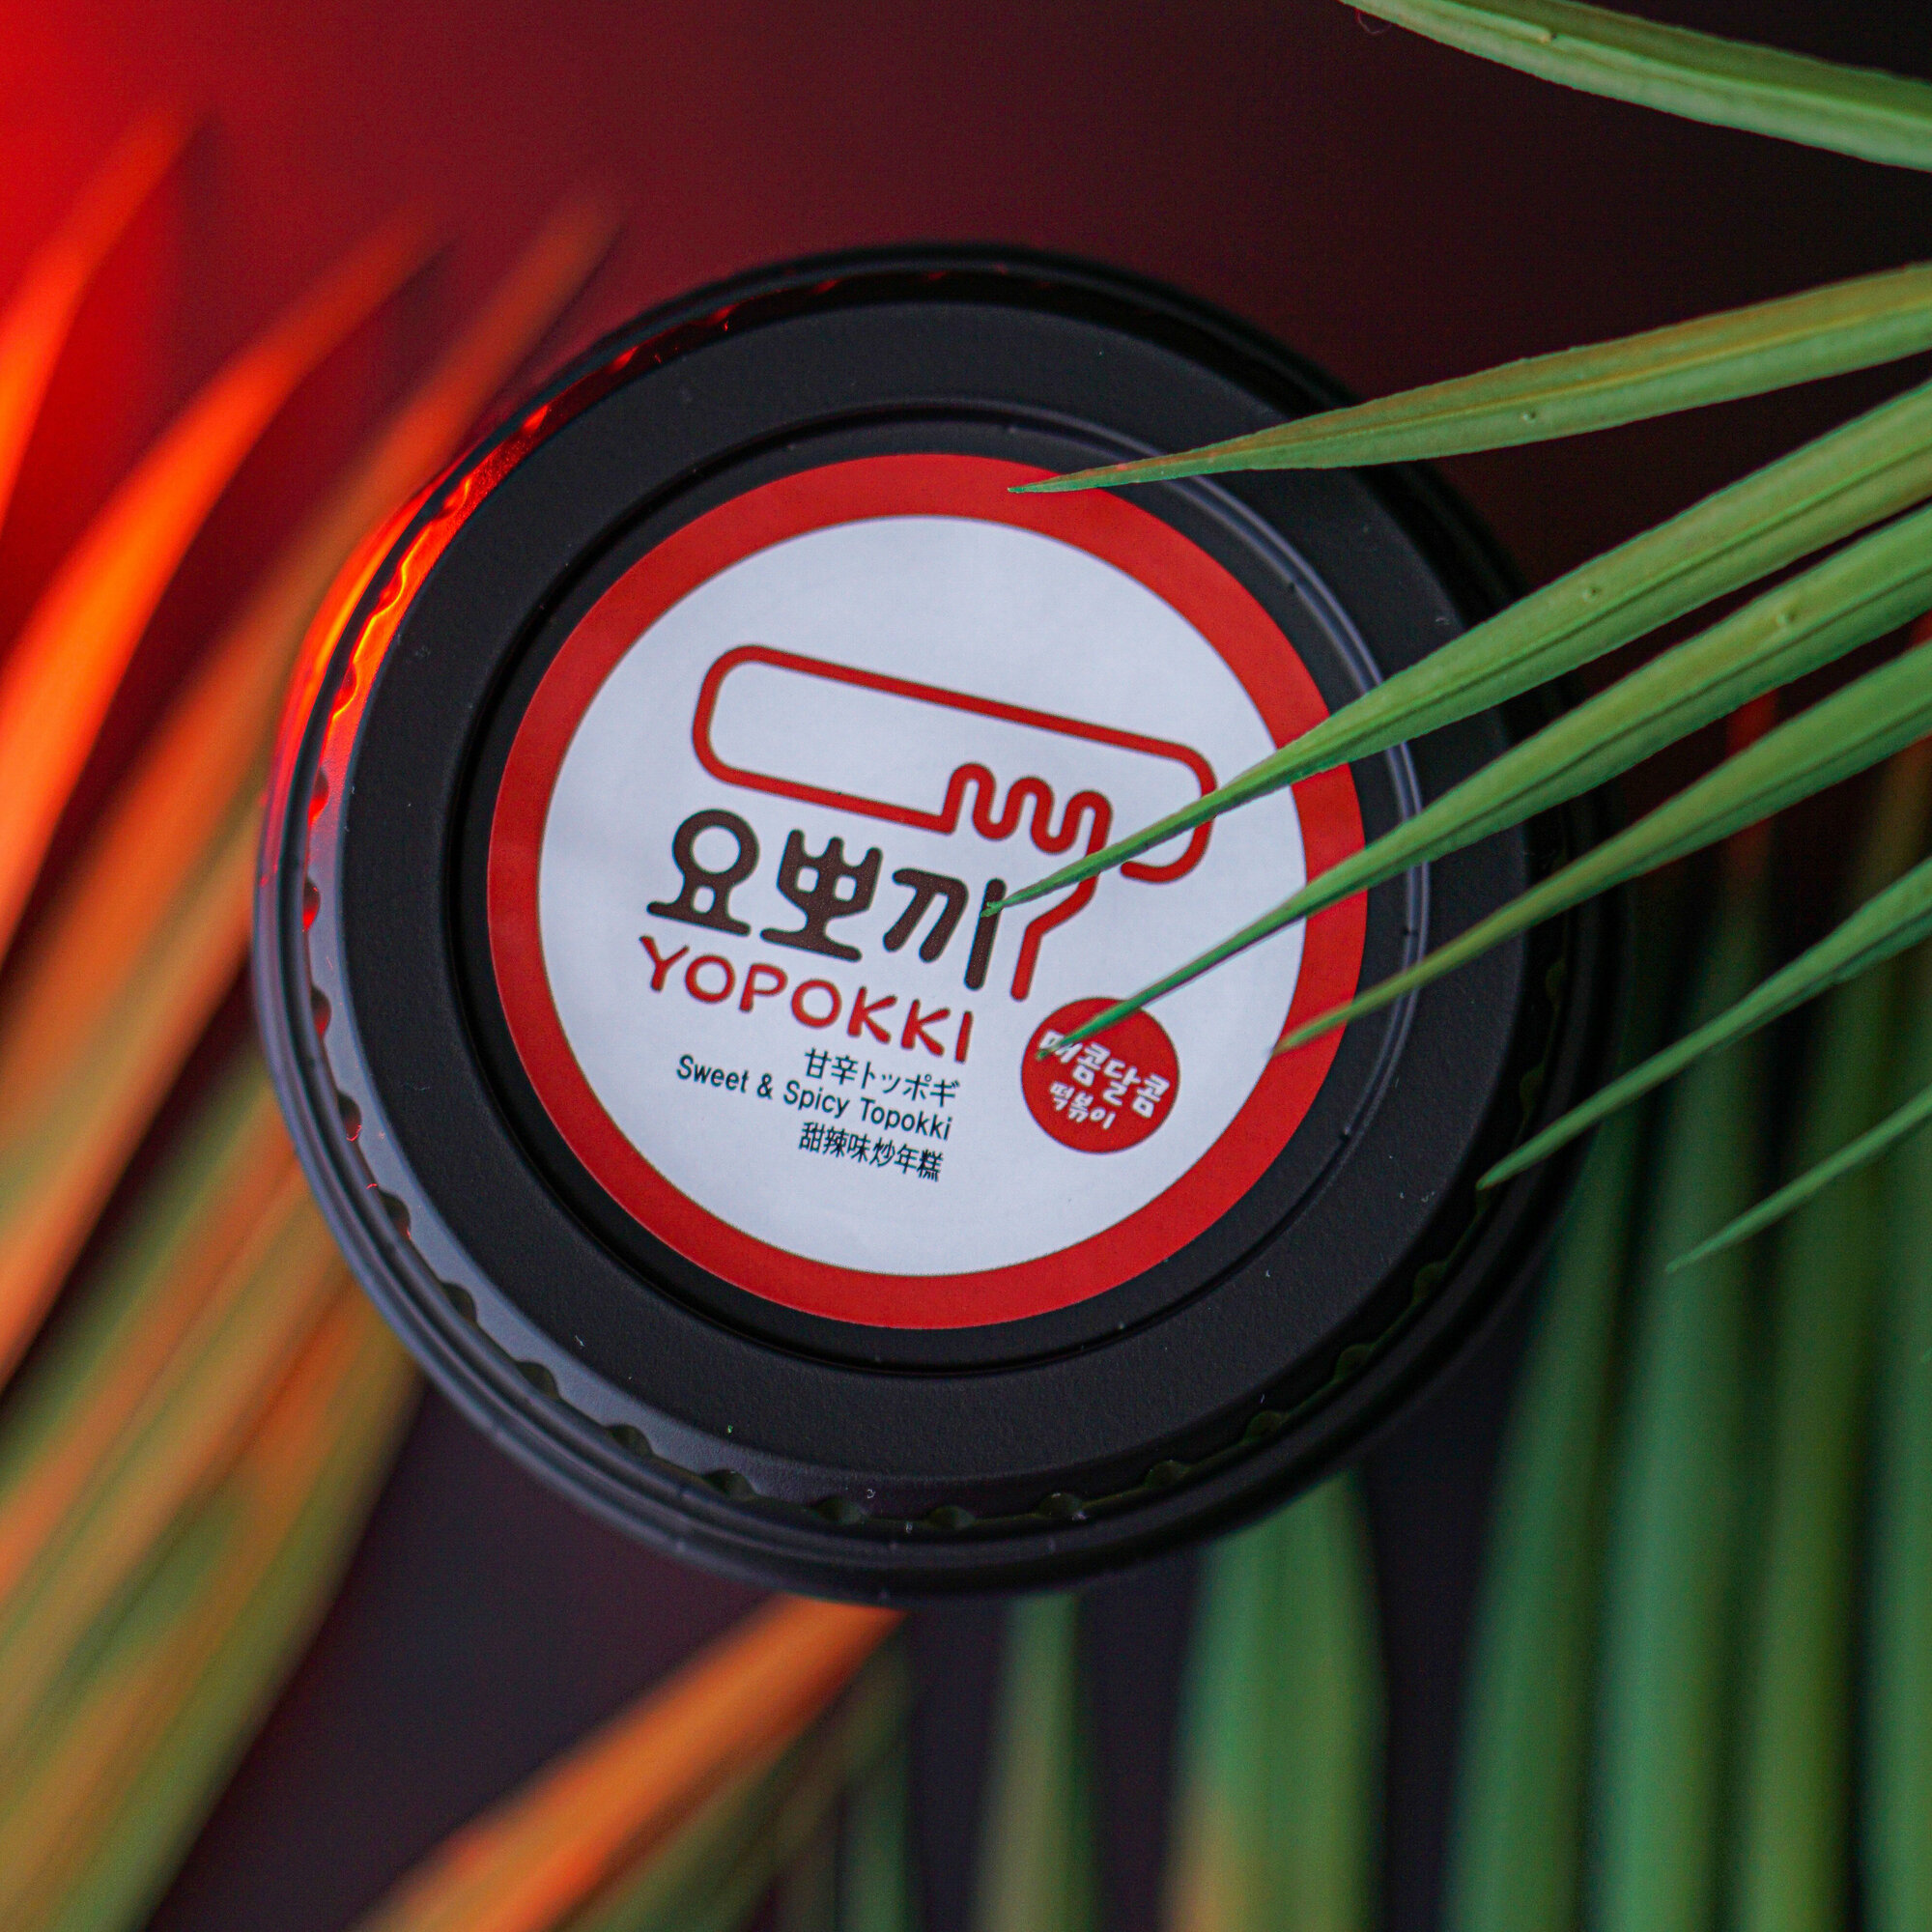 요뽀끼
YOPOKKI
甘辛トッポギ
Sweet & Spicy Topokki
甜辣味炒年糕
매콤달콤
떡볶이